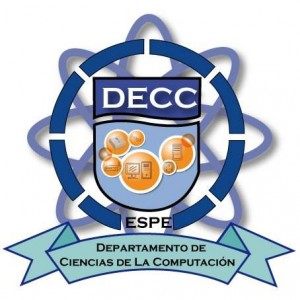 DECC
ESPE
DEPARTAMENTO DE
CIENCIAS DE LA COMPUTACIÓN